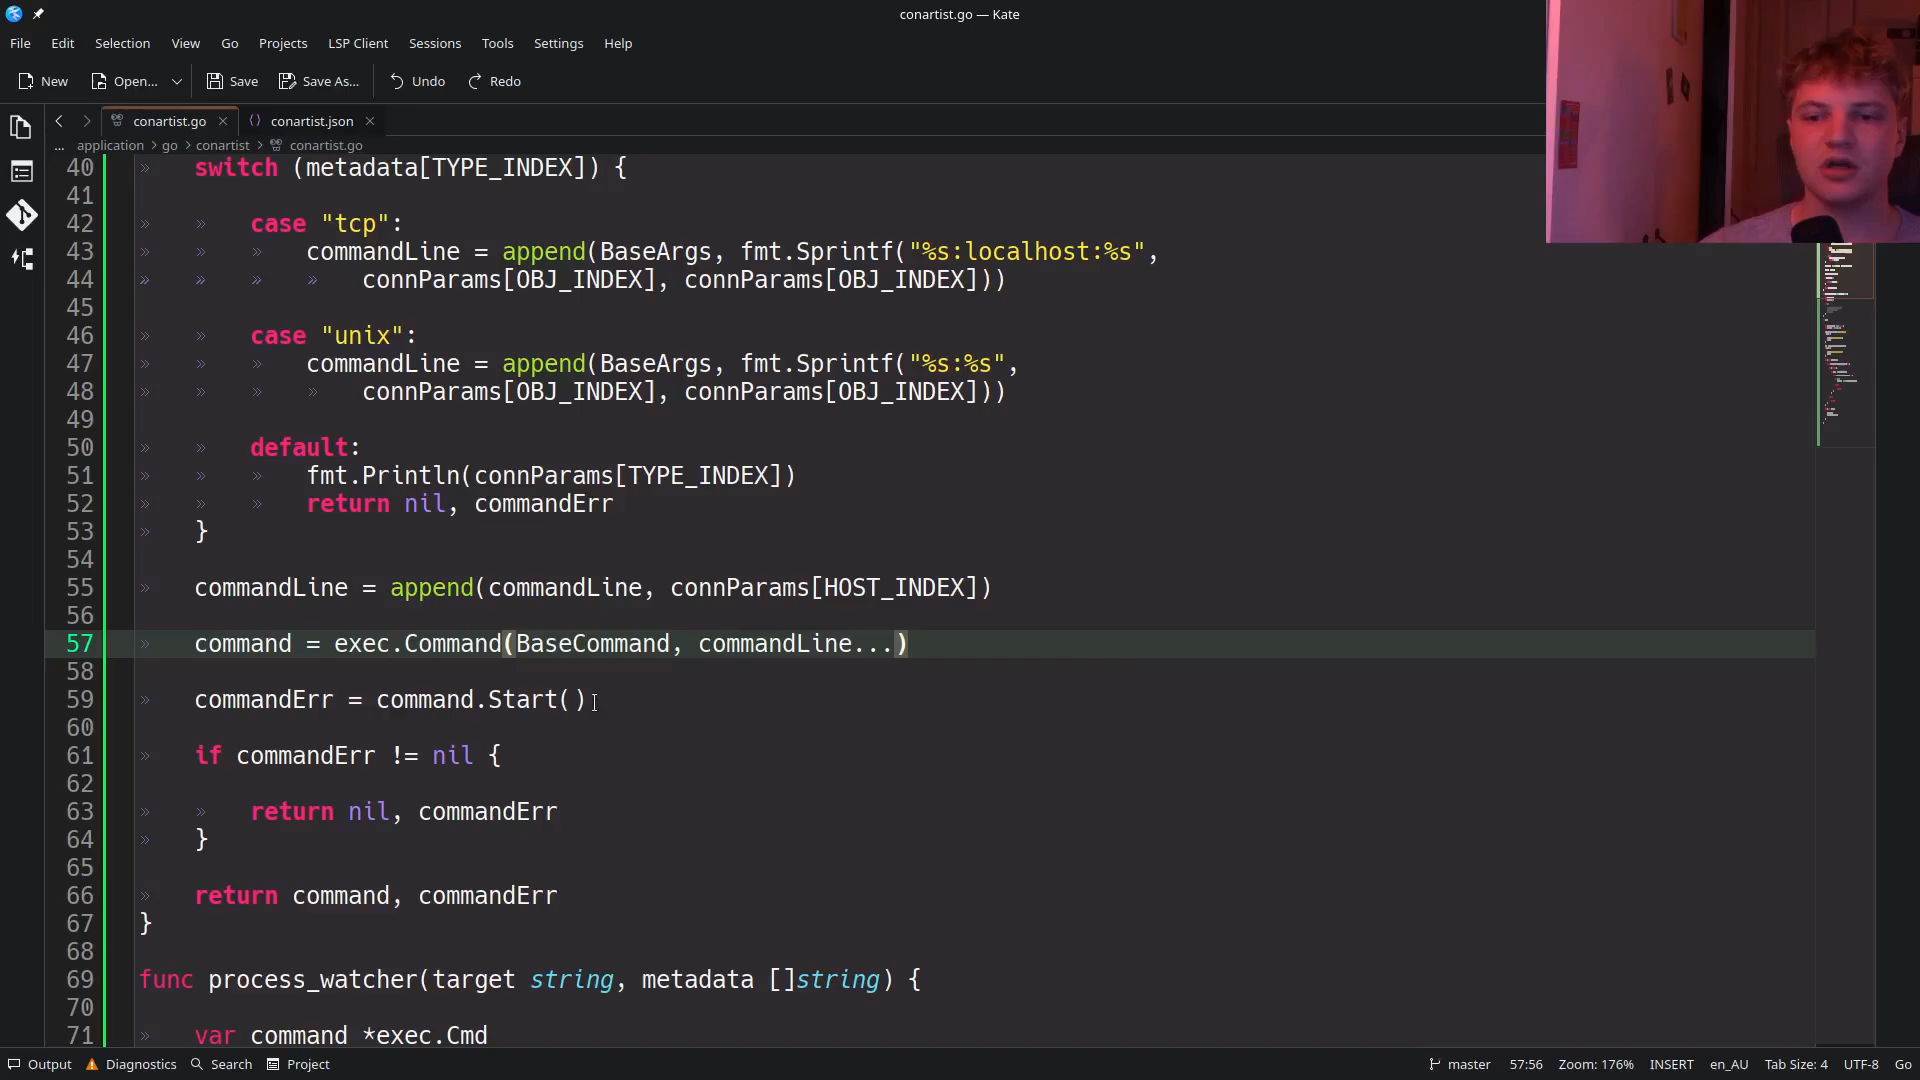 conartist.go — Kate
File Edit Selection View Go Projects LSP Client Sessions Tools Settings Help
New Open... Save Save As... Undo Redo
conartist.go conartist.json
... application > go > conartist > conartist.go
40 » switch (metadata[TYPE_INDEX]) {
41
42 » » case "tcp":
43 » » » commandLine = append(BaseArgs, fmt.Sprintf("%s:localhost:%s",
44 » » » » connParams[OBJ_INDEX], connParams[OBJ_INDEX]))
45
46 » » case "unix":
47 » » » commandLine = append(BaseArgs, fmt.Sprintf("%s:%s",
48 » » » » connParams[OBJ_INDEX], connParams[OBJ_INDEX]))
49
50 » » default:
51 » » » fmt.Println(connParams[TYPE_INDEX])
52 » » » return nil, commandErr
53 » }
54
55 » commandLine = append(commandLine, connParams[HOST_INDEX])
56
57 » command = exec.Command(BaseCommand, commandLine...)
58
59 » commandErr = command.Start()
60
61 » if commandErr != nil {
62
63 » » return nil, commandErr
64 » }
65
66 » return command, commandErr
67 }
68
69 func process_watcher(target string, metadata []string) {
70
71 » var command *exec.Cmd
Output Diagnostics Search Project master 57:56 Zoom: 176% INSERT en_AU Tab Size: 4 UTF-8 Go